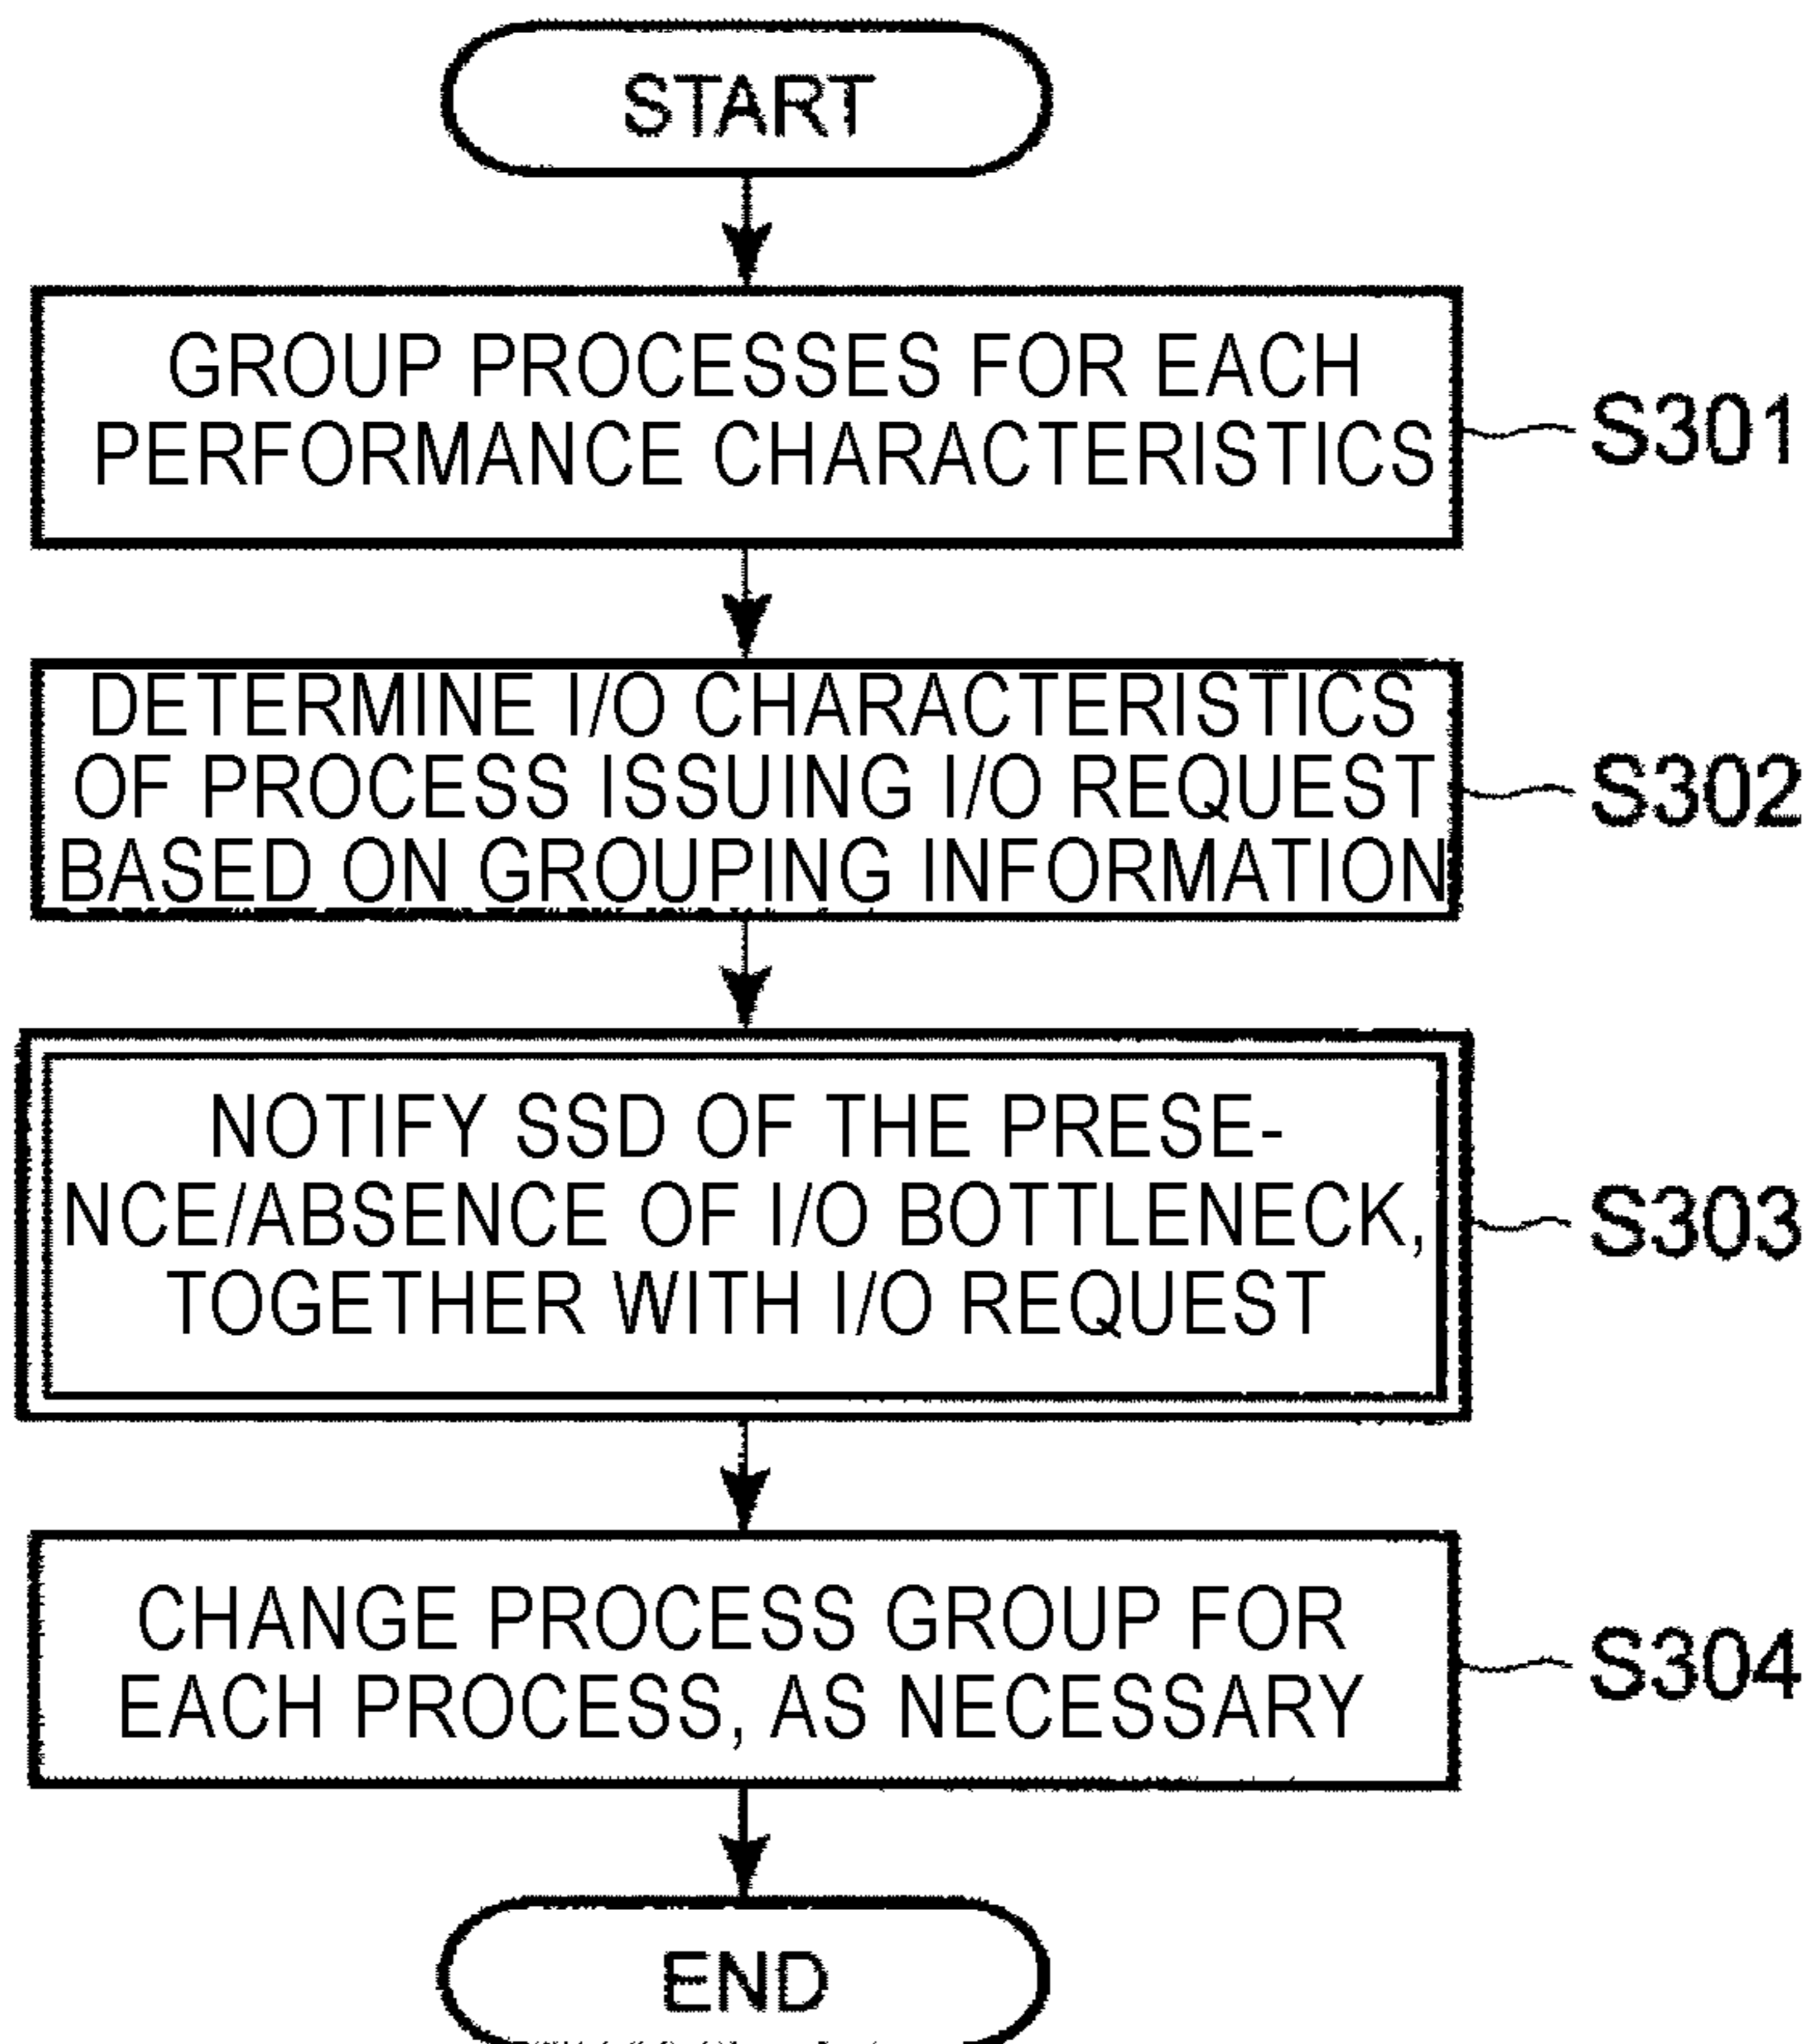 START
GROUP PROCESSES FOR EACH
PERFORMANCE CHARACTERISTICS
S301
DETERMINE I/O CHARACTERISTICS
OF PROCESS ISSUING I/O REQUEST
BASED ON GROUPING INFORMATION
S302
NOTIFY SSD OF THE PRESE-
NCE/ABSENCE OF I/O BOTTLENECK,
TOGETHER WITH I/O REQUEST
S303
CHANGE PROCESS GROUP FOR
EACH PROCESS, AS NECESSARY
S304
END